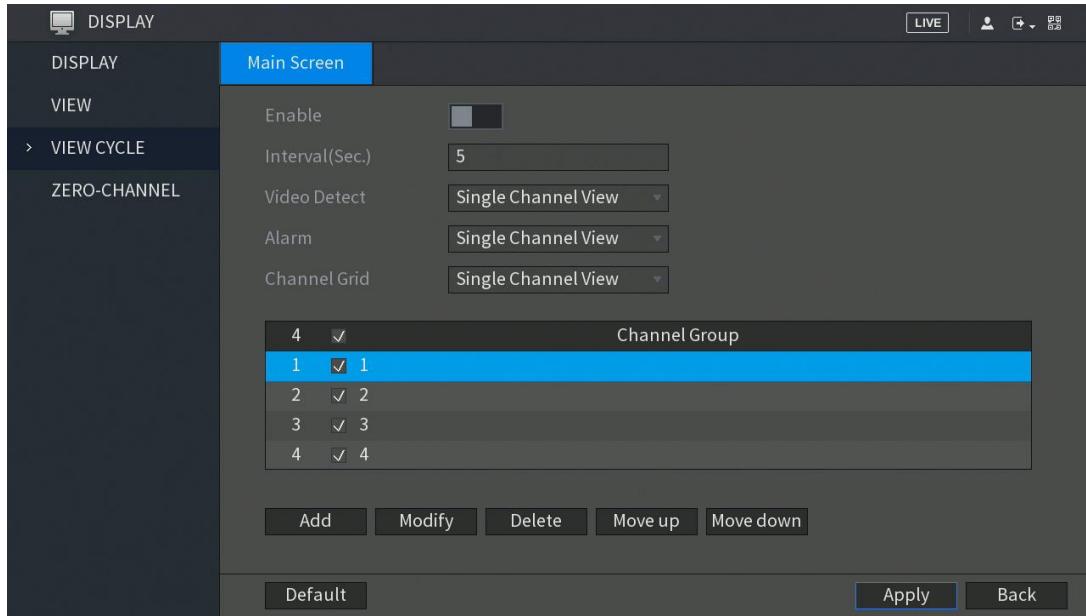 DISPLAY LIVE
DISPLAY
VIEW
VIEW CYCLE
ZERO-CHANNEL
Main Screen
Enable
Interval(Sec.) 5
Video Detect Single Channel View
Alarm Single Channel View
Channel Grid Single Channel View
4 Channel Group
1 1
2 2
3 3
4 4
Add Modify Delete Move up Move down
Default Apply Back